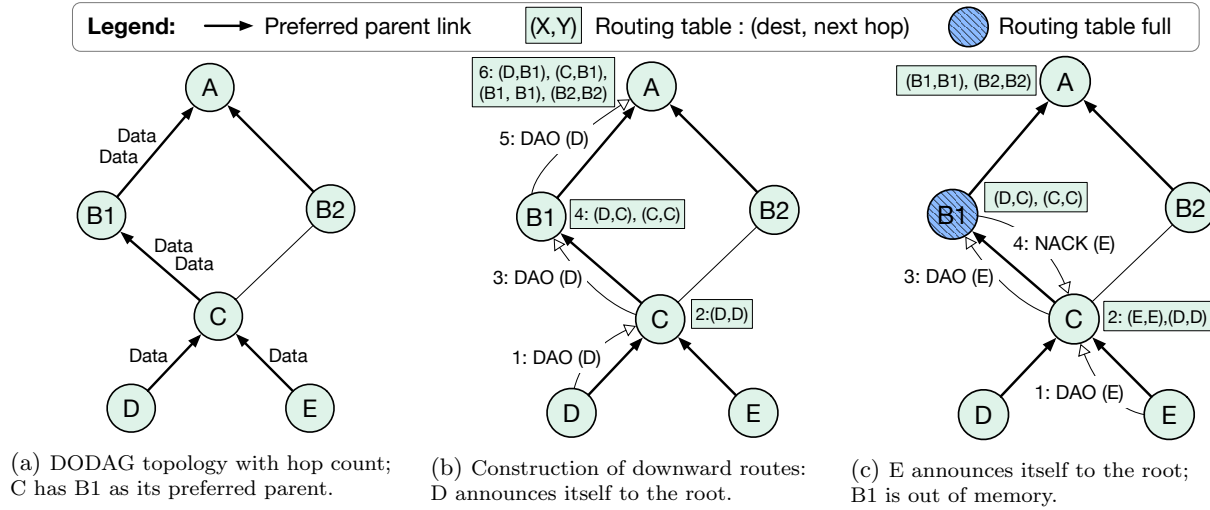 Legend: Preferred parent link (X,Y) Routing table : (dest, next hop) Routing table full
A
Data
Data
B1
B2
Data
Data
C
Data
Data
D
E
(a) DODAG topology with hop count;
C has B1 as its preferred parent.
6: (D,B1), (C,B1),
(B1, B1), (B2,B2)
A
5: DAO (D)
B1
4: (D,C), (C,C)
B2
3: DAO (D)
C
2:(D,D)
1: DAO (D)
D
E
(b) Construction of downward routes:
D announces itself to the root.
(B1,B1), (B2,B2)
A
B1
(D,C), (C,C)
B2
4: NACK (E)
3: DAO (E)
C
2: (E,E),(D,D)
1: DAO (E)
D
E
(c) E announces itself to the root;
B1 is out of memory.